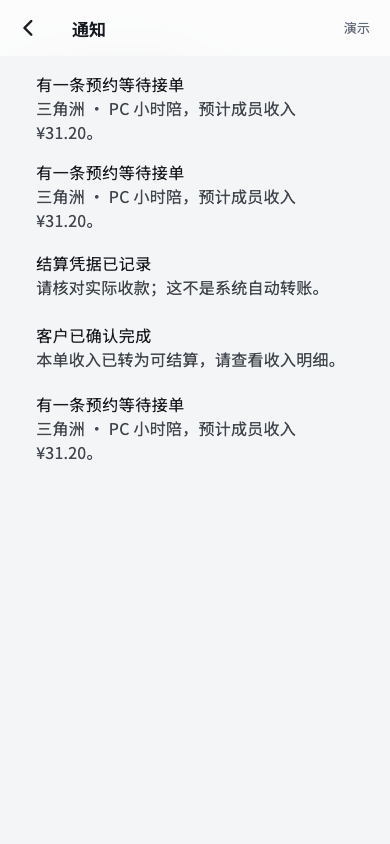 通知
演示
有一条预约等待接单
三角洲 · PC 小时陪，预计成员收入
¥31.20。
有一条预约等待接单
三角洲 · PC 小时陪，预计成员收入
¥31.20。
结算凭据已记录
请核对实际收款；这不是系统自动转账。
客户已确认完成
本单收入已转为可结算，请查看收入明细。
有一条预约等待接单
三角洲 · PC 小时陪，预计成员收入
¥31.20。